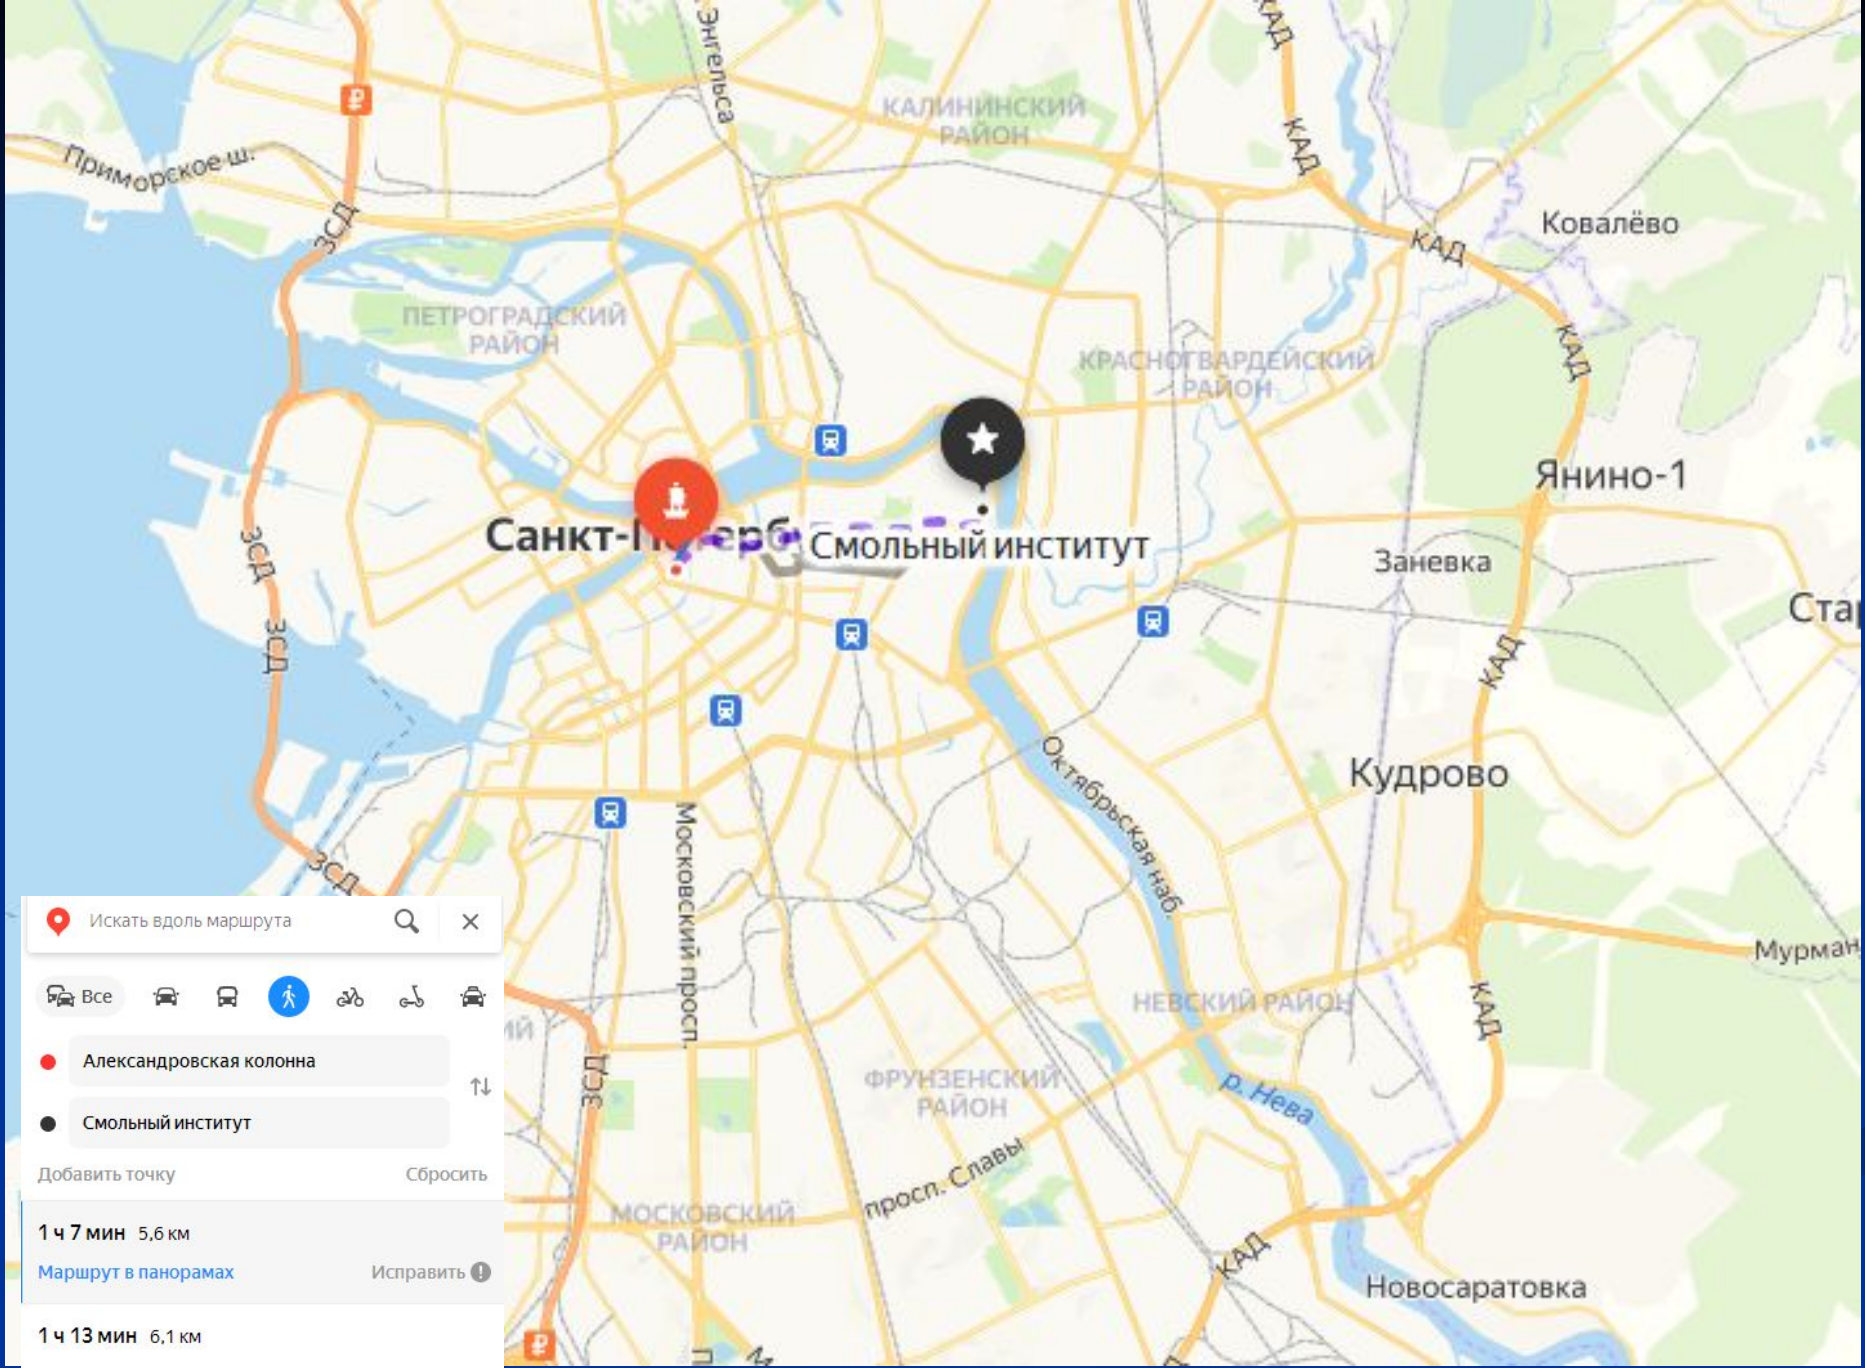 Энгельса
КАД
КАЛИНИНСКИЙ
РАЙОН
КАД
Приморское ш.
ЗСД
Ковалёво
КАД
ПЕТРОГРАДСКИЙ
РАЙОН
КАД
КРАСНОГВАРДЕЙСКИЙ
РАЙОН
Янино-1
Смольный институт
ЗСД
Заневка
Стар
ЗСД
КАД
Кудрово
Октябрьская наб.
Московский просп.
ЗСД
Мурман
НЕВСКИЙ РАЙОН
КАД
ИЙ
ЗСД
ФРУНЗЕНСКИЙ
РАЙОН
р. Нева
просп. Славы
МОСКОВСКИЙ
РАЙОН
КАД
Новосаратовка
Искать вдоль маршрута
Все
Александровская колонна
Смольный институт
Добавить точку Сбросить
1 ч 7 мин 5,6 км
Маршрут в панорамах Исправить
1 ч 13 мин 6,1 км